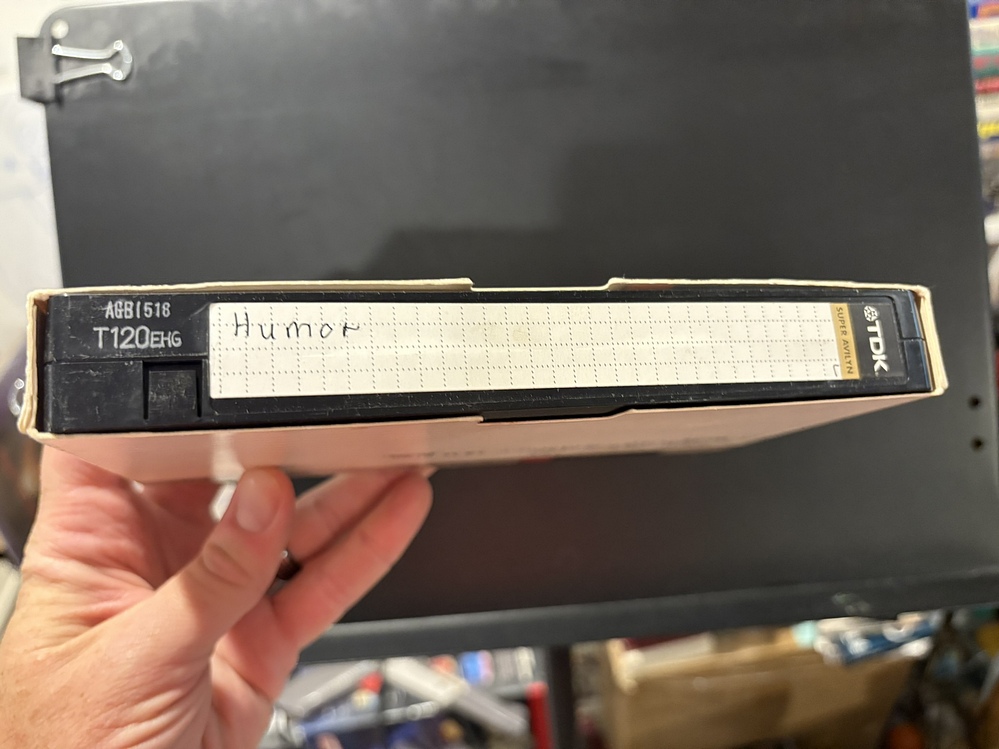 AGB1518
T120EHG
Humor
SUPER AVILYN
TDK